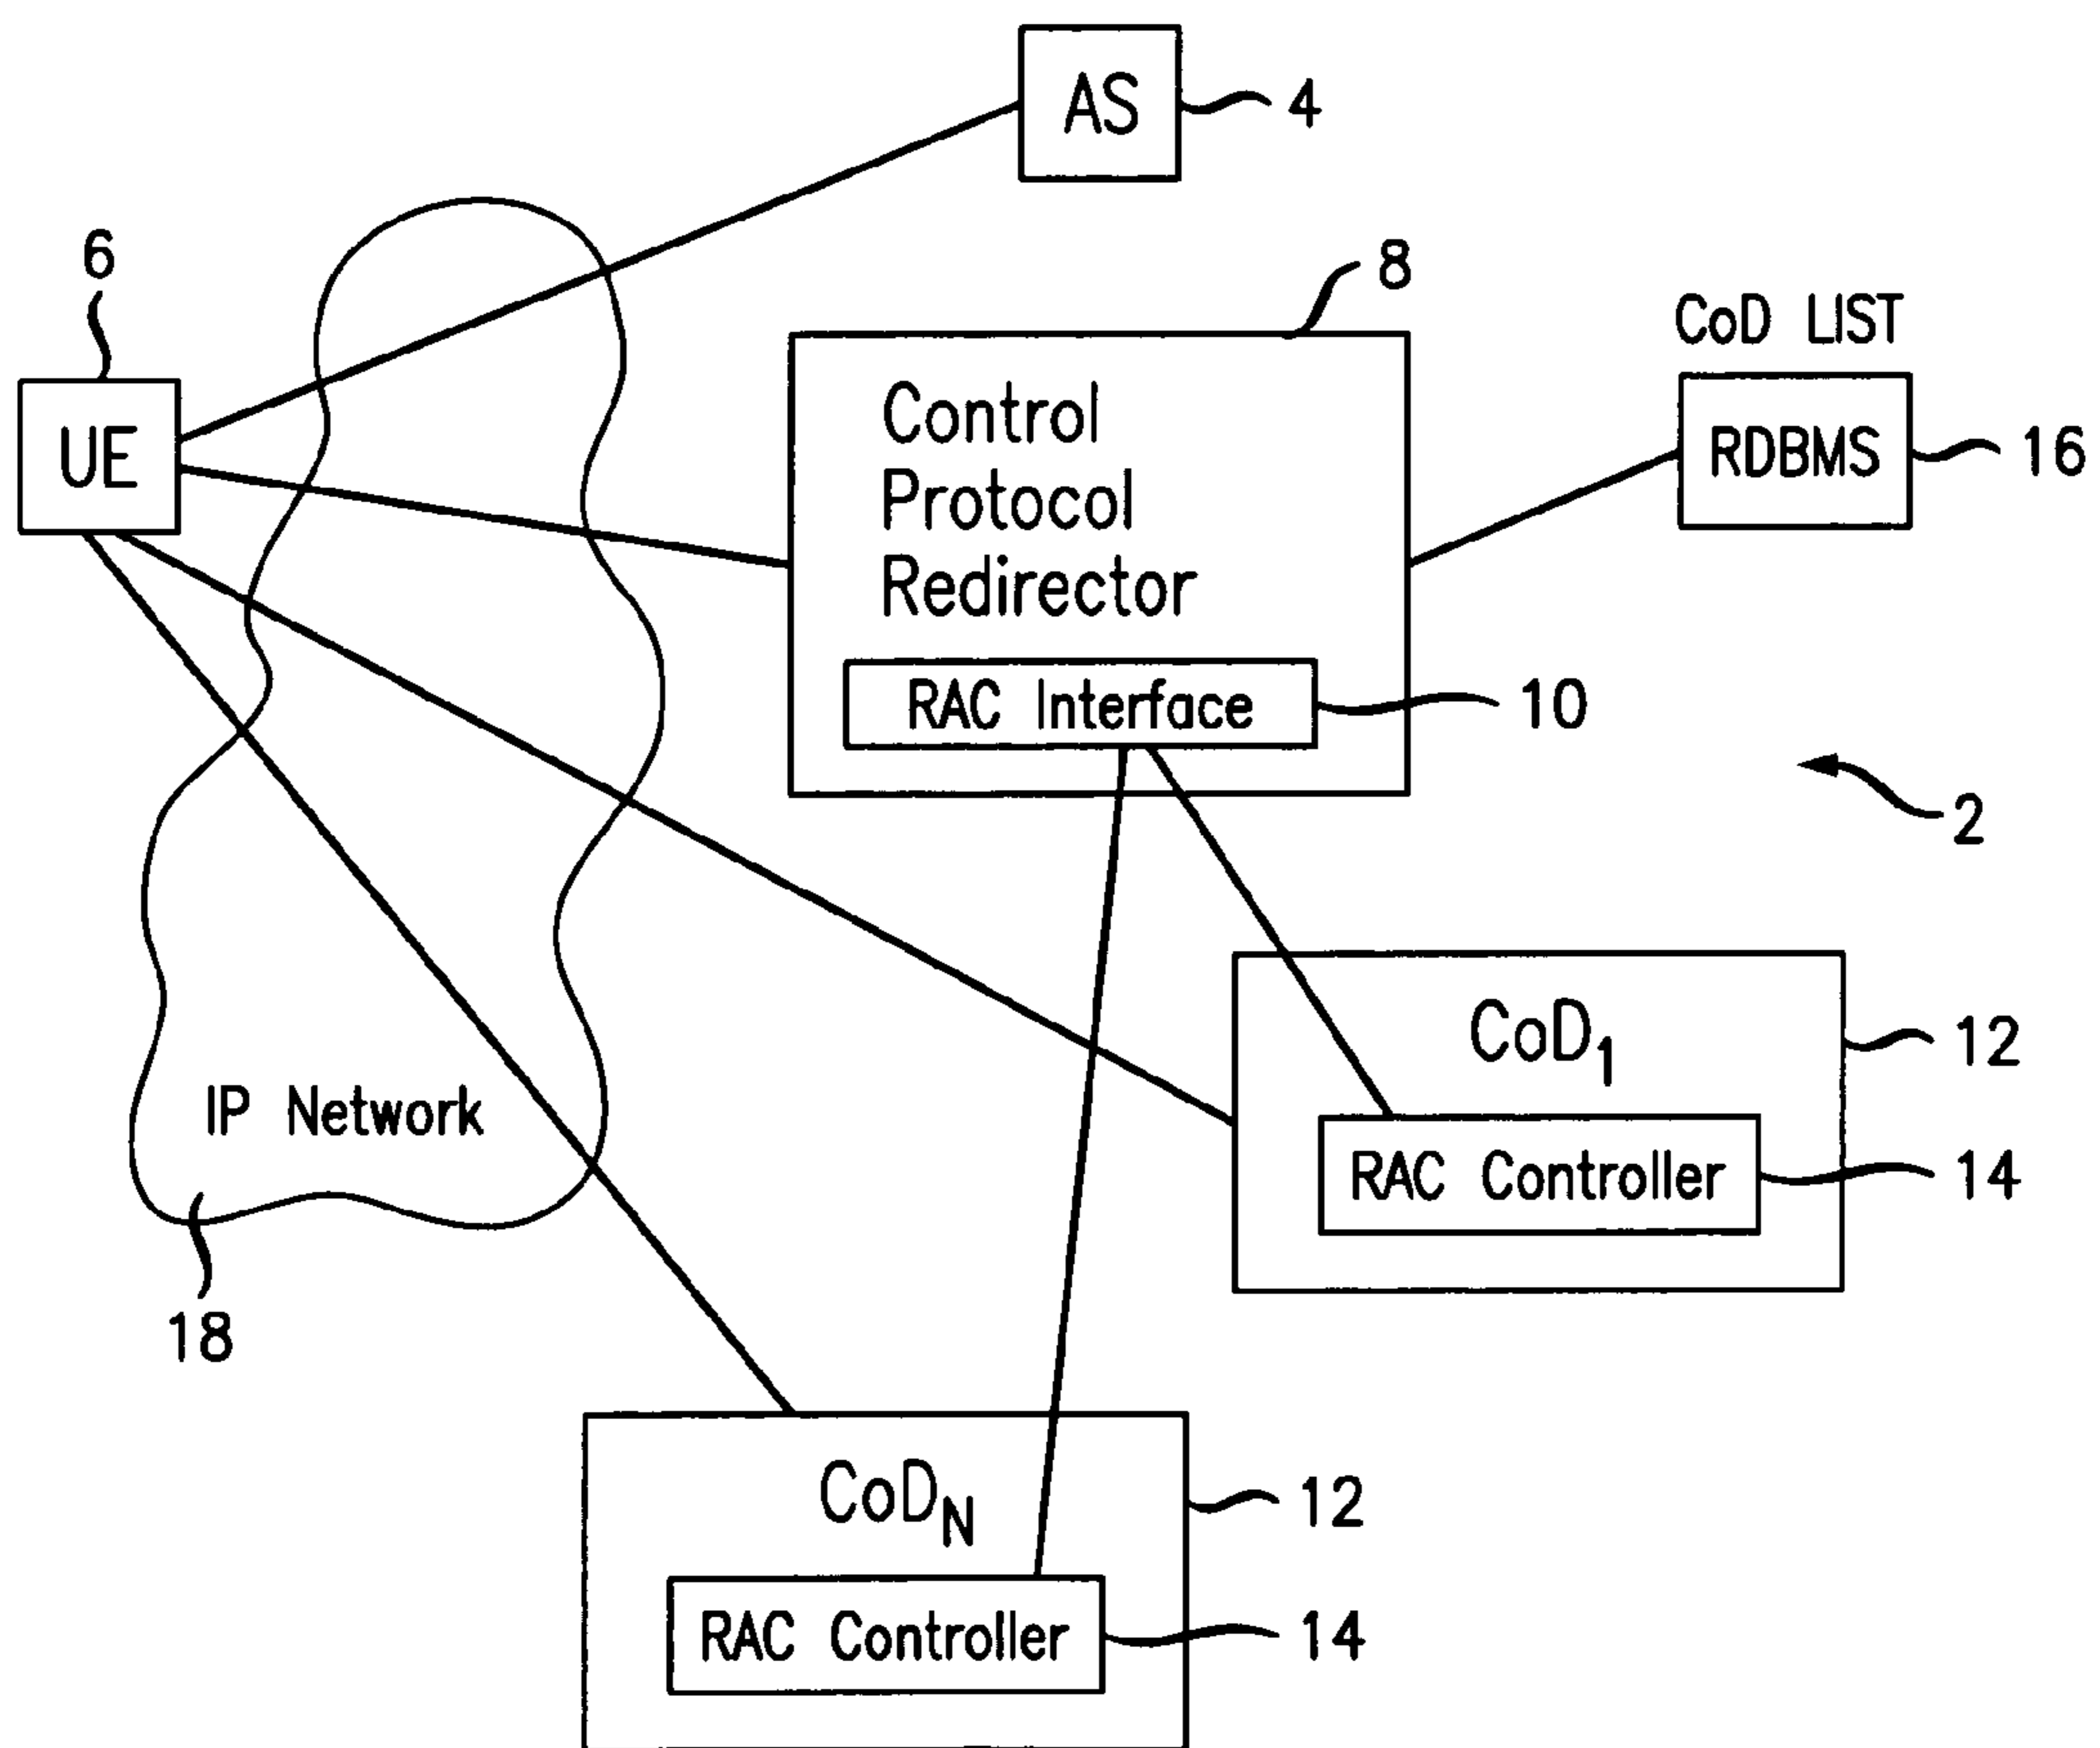 AS
4
6
8
CoD LIST
UE
Control
Protocol
Redirector
RDBMS
16
RAC Interface
10
2
CoD1
12
IP Network
RAC Controller
14
18
CoDN
12
RAC Controller
14